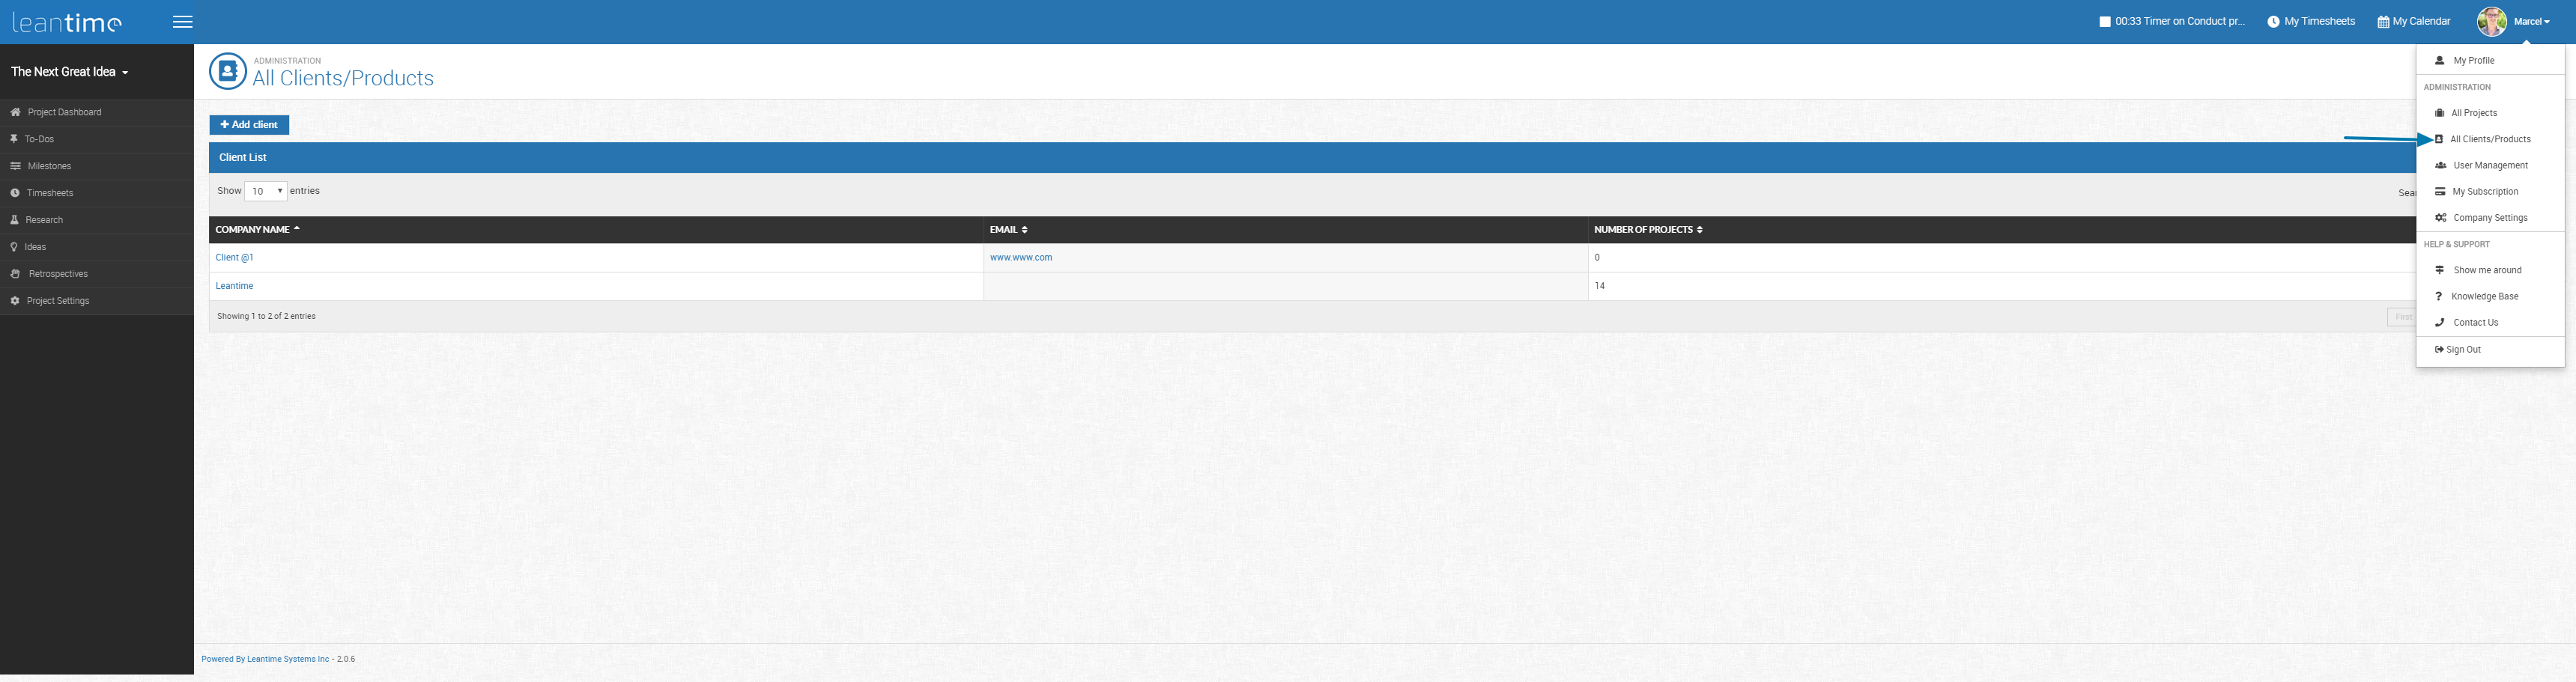 leantime
00:33 Timer on Conduct pr...
My Timesheets
My Calendar
Marcel
The Next Great Idea
Project Dashboard
To-Dos
Milestones
Timesheets
Research
Ideas
Retrospectives
Project Settings
ADMINISTRATION
All Clients/Products
+ Add client
Client List
Show 10 entries
Sear
COMPANY NAME EMAIL NUMBER OF PROJECTS
Client @1 www.www.com 0
Leantime 14
Showing 1 to 2 of 2 entries
First
My Profile
ADMINISTRATION
All Projects
All Clients/Products
User Management
My Subscription
Company Settings
HELP & SUPPORT
Show me around
Knowledge Base
Contact Us
Sign Out
Powered By Leantime Systems Inc - 2.0.6